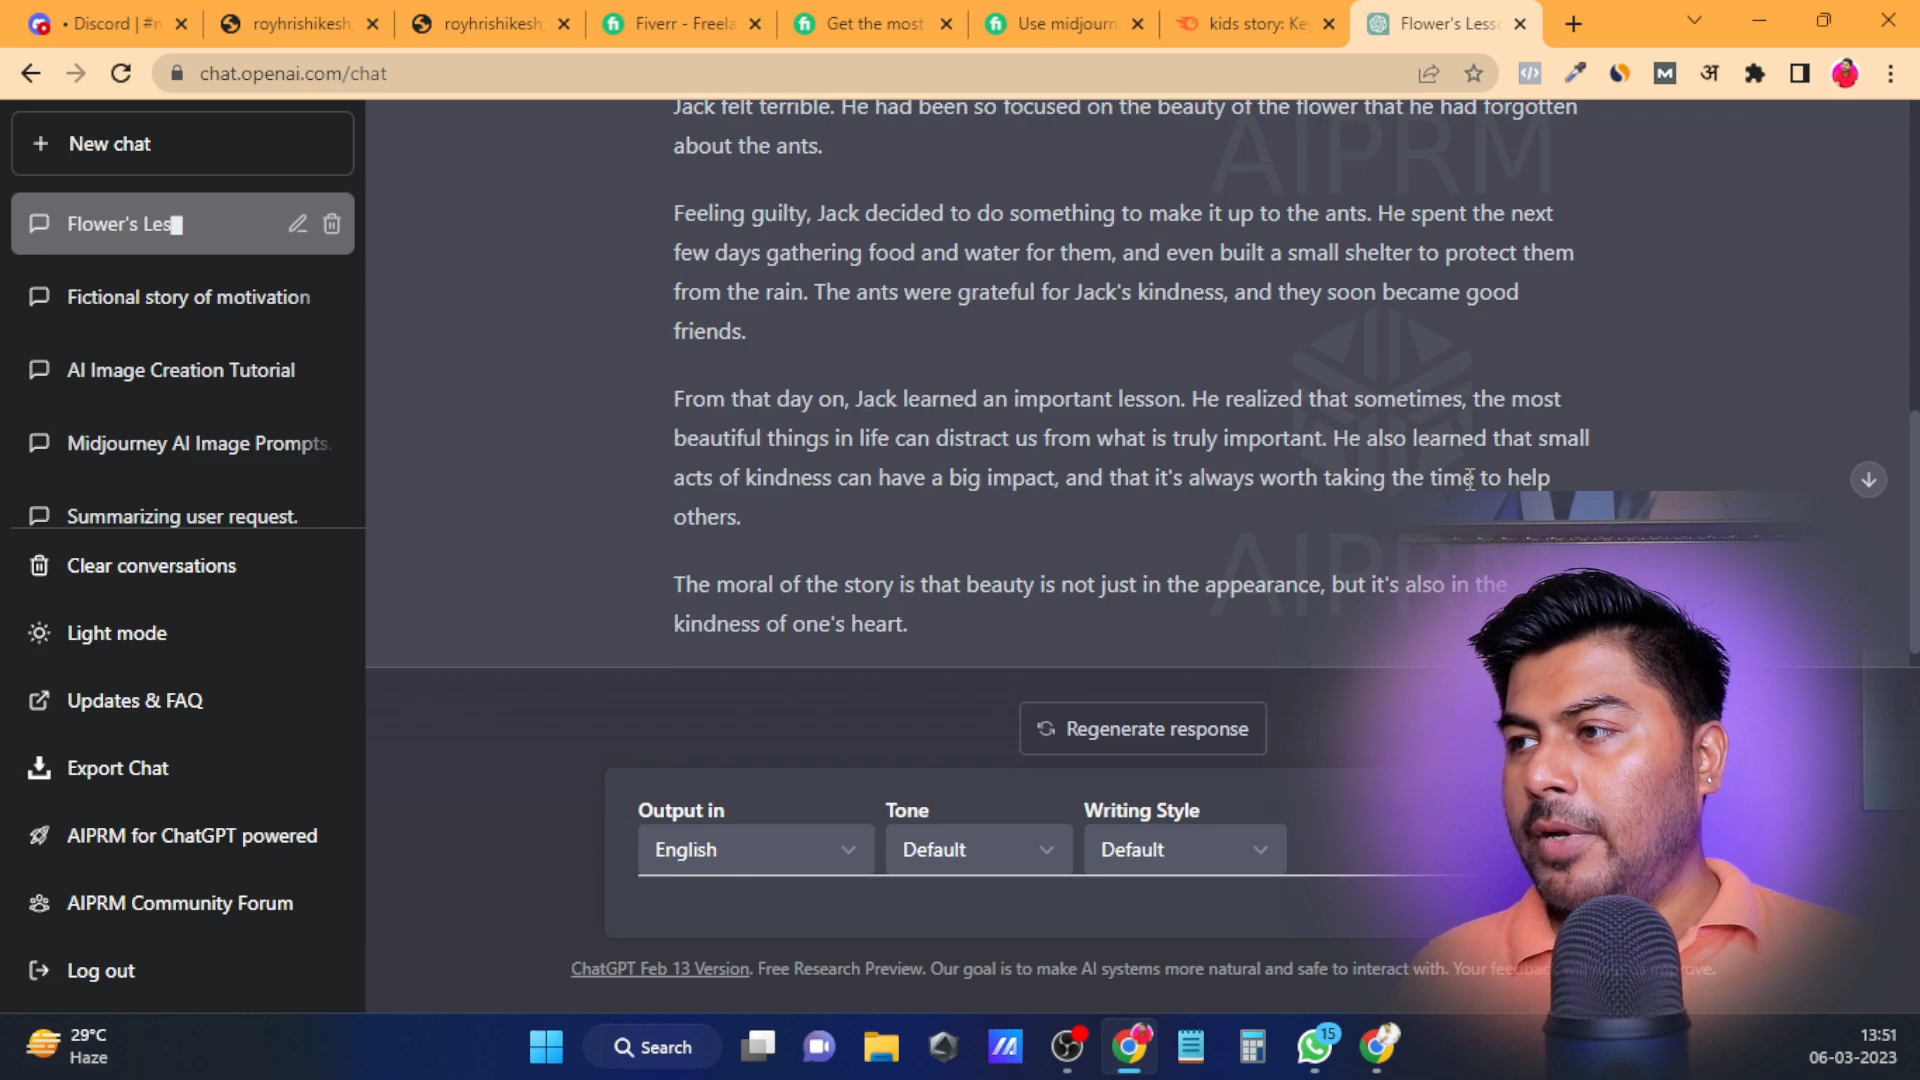 • Discord | #n
royhrishikesh
royhrishikesh
Fiverr - Freela
Get the most
Use midjourn
kids story: Ke
Flower's Less
chat.openai.com/chat
New chat
Flower's Les
Fictional story of motivation
AI Image Creation Tutorial
Midjourney AI Image Prompts.
Summarizing user request.
Clear conversations
Light mode
Updates & FAQ
Export Chat
AIPRM for ChatGPT powered
AIPRM Community Forum
Log out
AIPRM
Jack felt terrible. He had been so focused on the beauty of the flower that he had forgotten
about the ants.
Feeling guilty, Jack decided to do something to make it up to the ants. He spent the next
few days gathering food and water for them, and even built a small shelter to protect them
from the rain. The ants were grateful for Jack's kindness, and they soon became good
friends.
From that day on, Jack learned an important lesson. He realized that sometimes, the most
beautiful things in life can distract us from what is truly important. He also learned that small
acts of kindness can have a big impact, and that it's always worth taking the time to help
others.
AIPRM
The moral of the story is that beauty is not just in the appearance, but it's also in the
kindness of one's heart.
Regenerate response
Output in Tone Writing Style
English Default Default
ChatGPT Feb 13 Version. Free Research Preview. Our goal is to make AI systems more natural and safe to interact with. Your
29°C
Haze
Search
15
13:51
06-03-2023